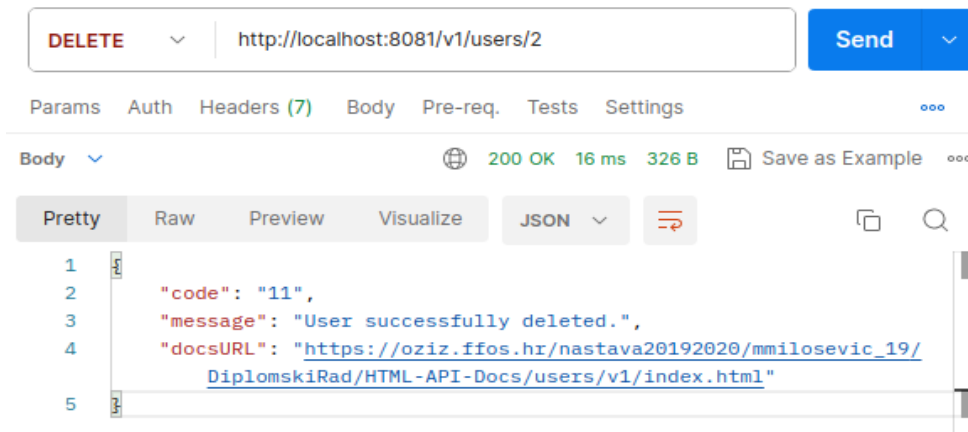 DELETE http://localhost:8081/v1/users/2 Send
Params Auth Headers (7) Body Pre-req. Tests Settings
Body 200 OK 16 ms 326 B Save as Example
Pretty Raw Preview Visualize JSON
1 {
2 "code": "11",
3 "message": "User successfully deleted.",
4 "docsURL": "https://oziz.ffos.hr/nastava20192020/mmilosevic_19/
DiplomskiRad/HTML-API-Docs/users/v1/index.html"
5 }